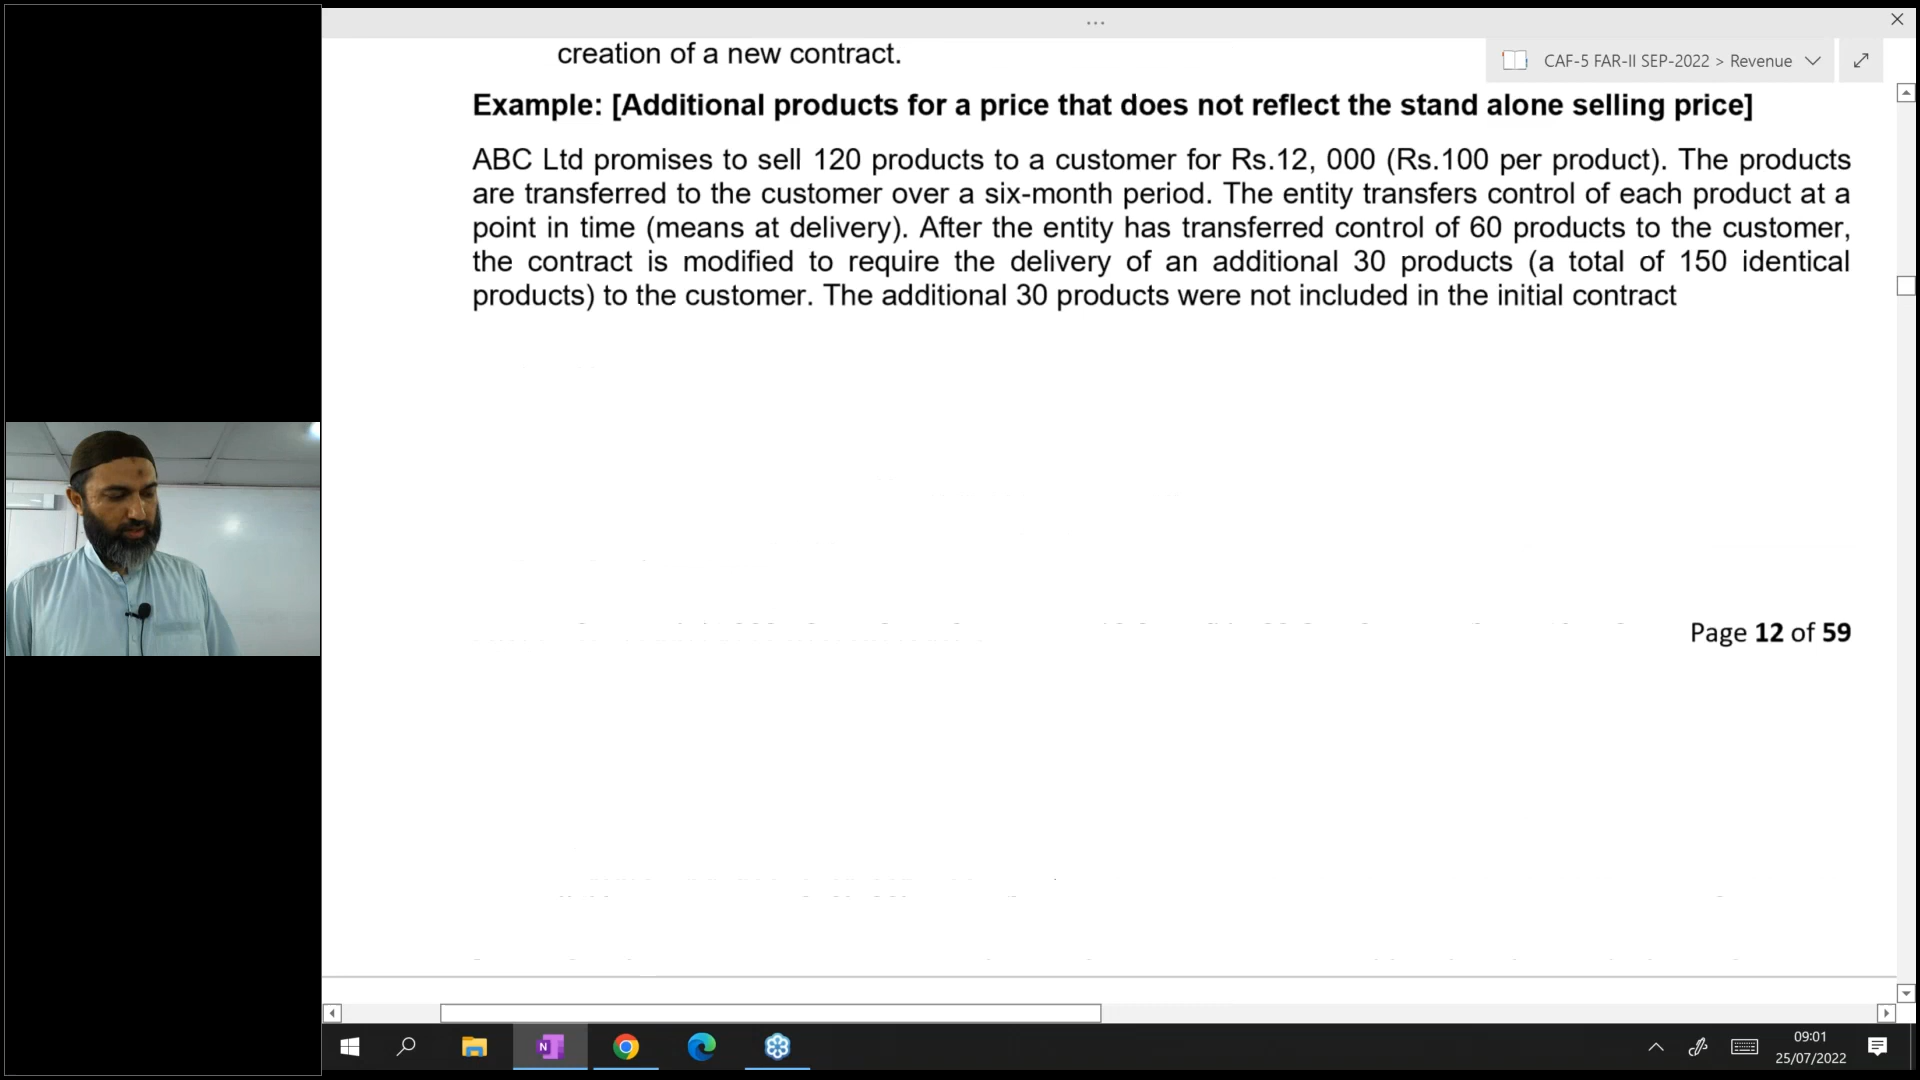 creation of a new contract.
CAF-5 FAR-II SEP-2022 > Revenue
Example: [Additional products for a price that does not reflect the stand alone selling price]
ABC Ltd promises to sell 120 products to a customer for Rs.12, 000 (Rs.100 per product). The products
are transferred to the customer over a six-month period. The entity transfers control of each product at a
point in time (means at delivery). After the entity has transferred control of 60 products to the customer,
the contract is modified to require the delivery of an additional 30 products (a total of 150 identical
products) to the customer. The additional 30 products were not included in the initial contract
Page 12 of 59
N
09:01
25/07/2022